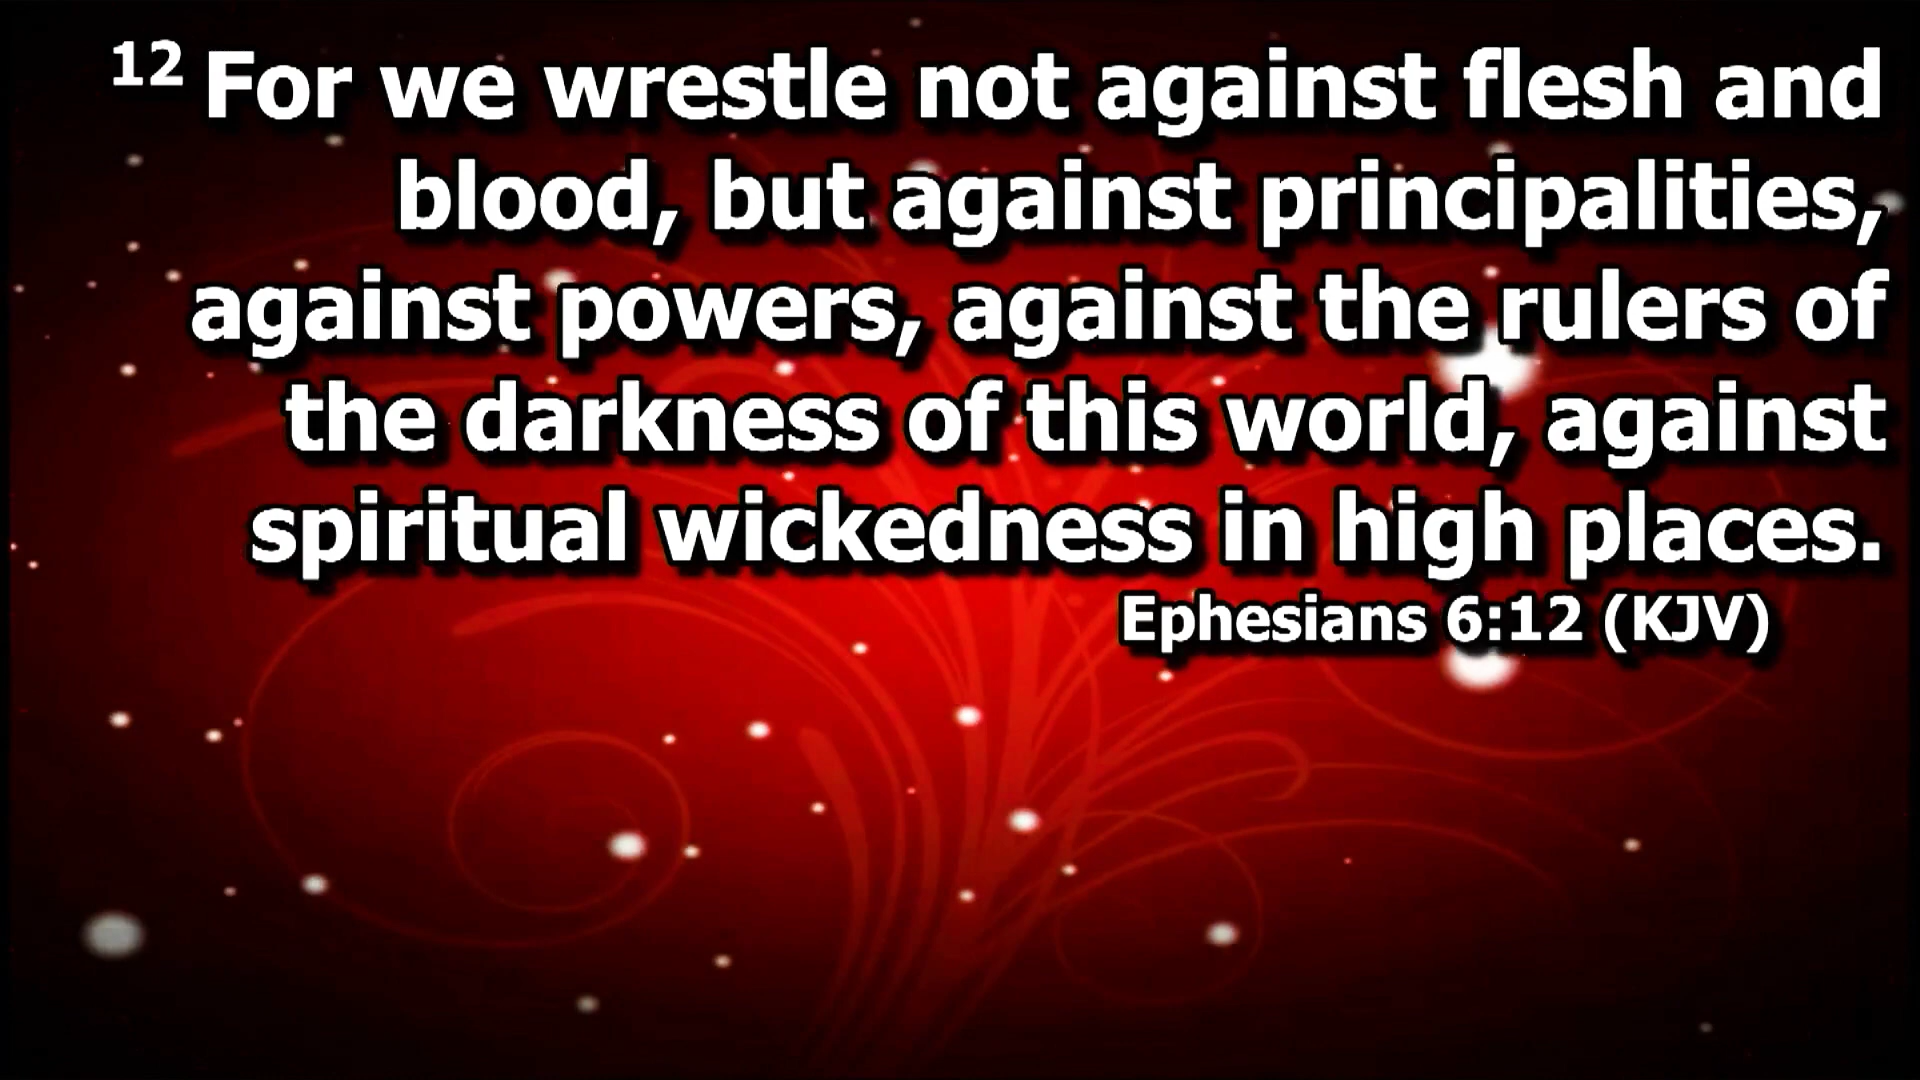 12 For we wrestle not against flesh and
blood, but against principalities,
against powers, against the rulers of
the darkness of this world, against
spiritual wickedness in high places.
Ephesians 6:12 (KJV)